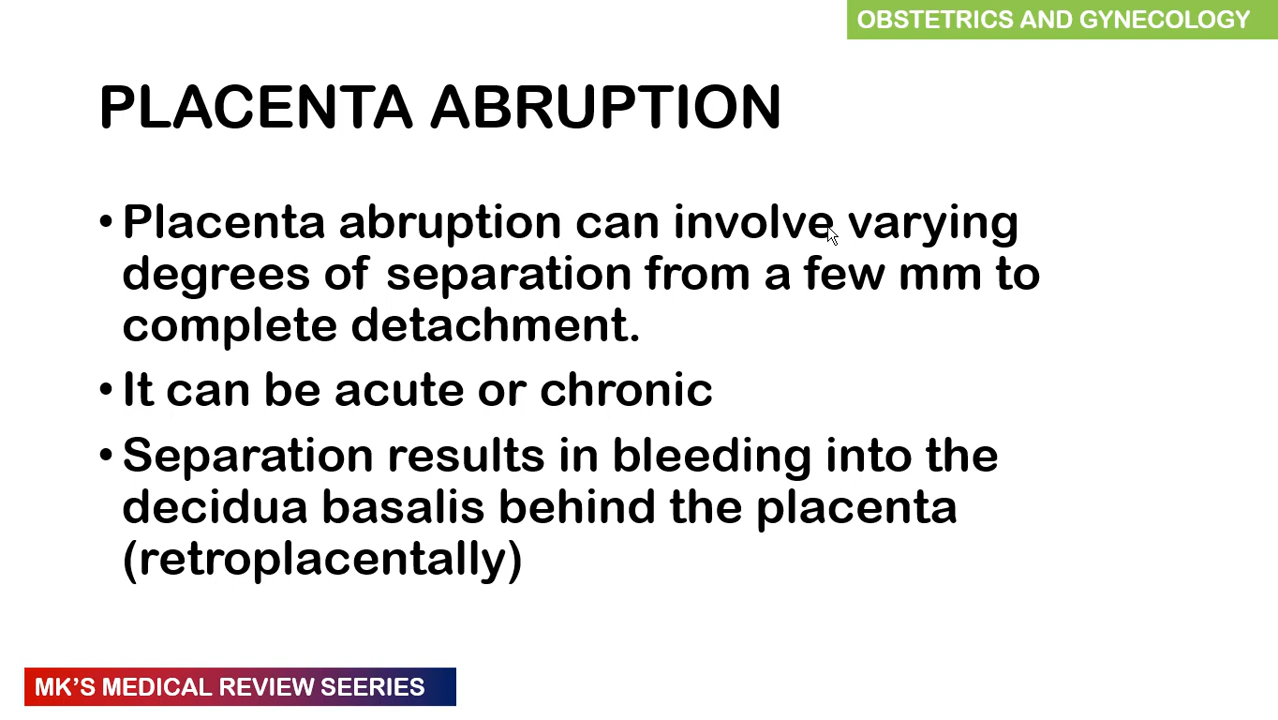 OBSTETRICS AND GYNECOLOGY
PLACENTA ABRUPTION
• Placenta abruption can involve varying
degrees of separation from a few mm to
complete detachment.
• It can be acute or chronic
• Separation results in bleeding into the
decidua basalis behind the placenta
(retroplacentally)
MK'S MEDICAL REVIEW SEERIES